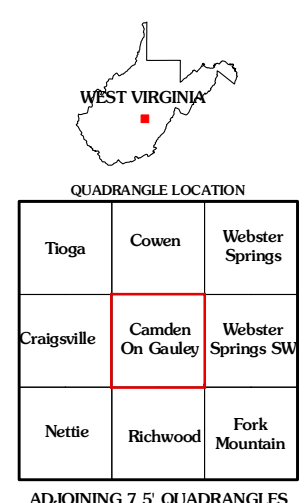 WEST VIRGINIA
QUADRANGLE LOCATION
Tioga
Cowen
Webster
Springs
Craigsville
Camden
On Gauley
Webster
Springs SW
Nettie
Richwood
Fork
Mountain
ADJOINING 7.5' QUADRANGLES